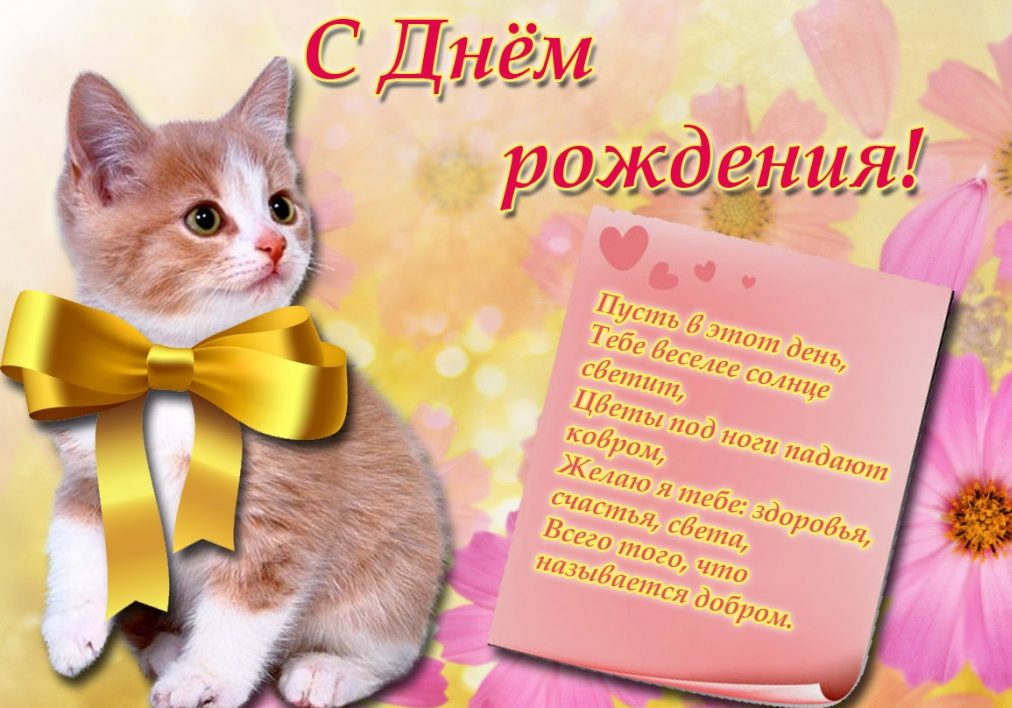 С Днём
рождения!
Пусть в этот день,
Тебе веселее солнце
светит,
Цветы под ноги падают
ковром,
Желаю я тебе: здоровья,
счастья, света,
Всего того, что
называется добром.